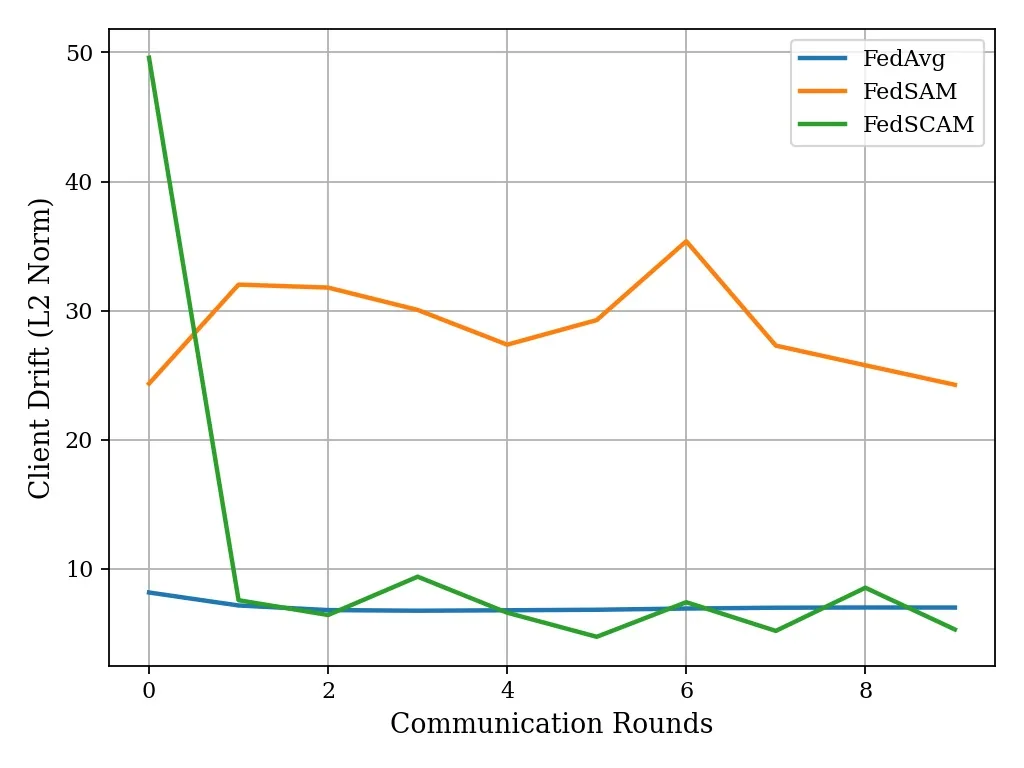 50
40
30
20
10
Client Drift (L2 Norm)
FedAvg
FedSAM
FedSCAM
0 2 4 6 8
Communication Rounds